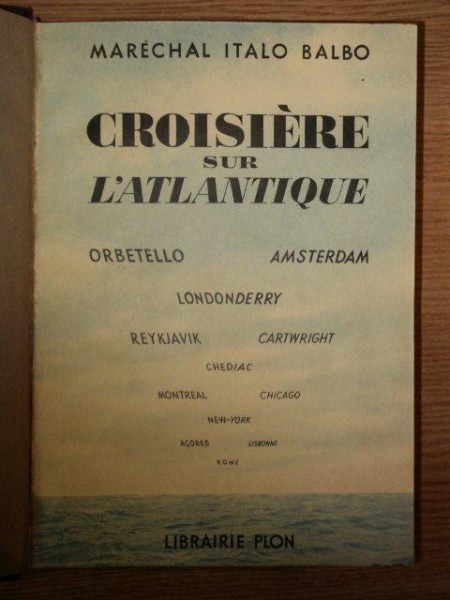 MARÉCHAL ITALO BALBO
CROISIÈRE
SUR
L'ATLANTIQUE
ORBETELLO AMSTERDAM
LONDONDERRY
REYKJAVIK CARTWRIGHT
CHEDIAC
MONTREAL CHICAGO
NEW-YORK
AÇORES LISBONNE
ROME
LIBRAIRIE PLON